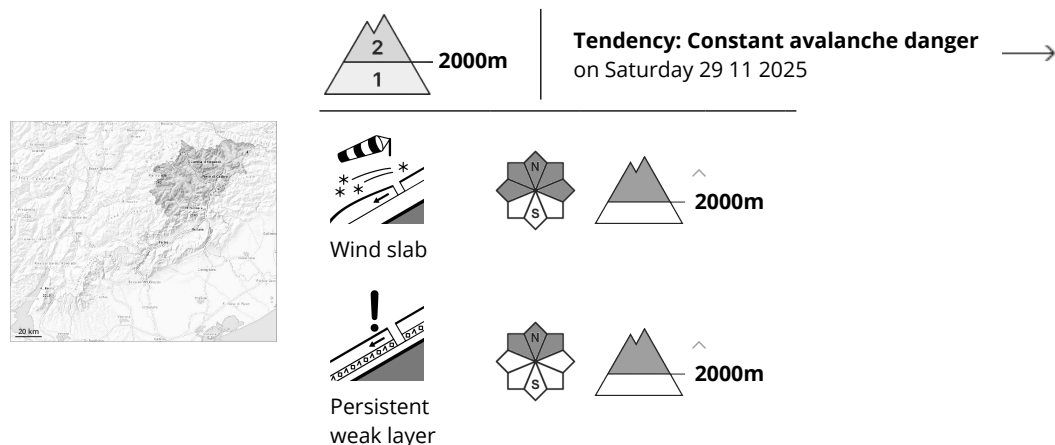 2
1
2000m
Tendency: Constant avalanche danger
on Saturday 29 11 2025
20 km
N
S
2000m
Wind slab
N
S
2000m
Persistent
weak layer